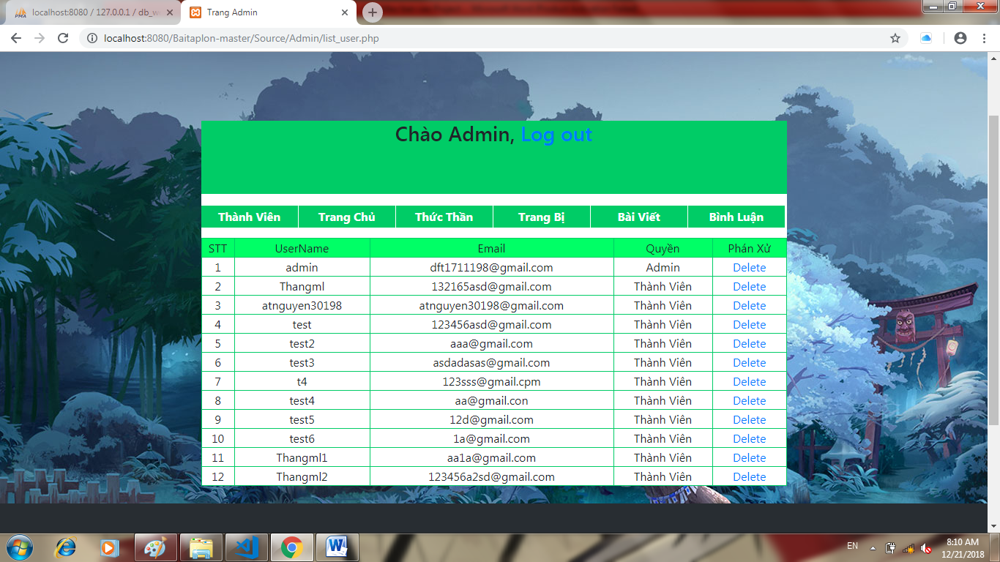 localhost:8080 / 127.0.0.1 / db_w
Trang Admin
localhost:8080/Baitaplon-master/Source/Admin/list_user.php
Chào Admin, Log out
Thành Viên Trang Chủ Thức Thần Trang Bị Bài Viết Bình Luận
STT UserName Email Quyền Phán Xử
1 admin dft1711198@gmail.com Admin Delete
2 Thangml 132165asd@gmail.com Thành Viên Delete
3 atnguyen30198 atnguyen30198@gmail.com Thành Viên Delete
4 test 123456asd@gmail.com Thành Viên Delete
5 test2 aaa@gmail.com Thành Viên Delete
6 test3 asdadasas@gmail.com Thành Viên Delete
7 t4 123sss@gmail.cpm Thành Viên Delete
8 test4 aa@gmail.con Thành Viên Delete
9 test5 12d@gmail.com Thành Viên Delete
10 test6 1a@gmail.com Thành Viên Delete
11 Thangml1 aa1a@gmail.com Thành Viên Delete
12 Thangml2 123456a2sd@gmail.com Thành Viên Delete
EN
8:10 AM
12/21/2018